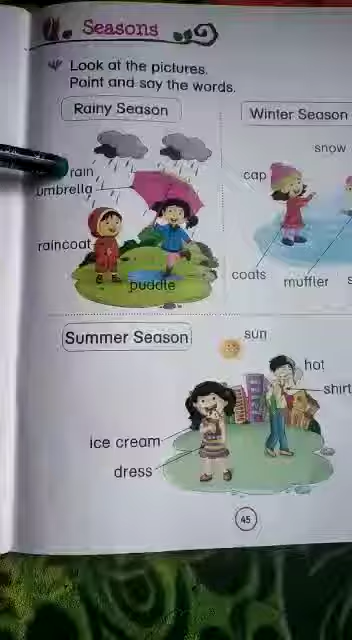 Seasons
Look at the pictures.
Point and say the words.
Rainy Season
rain
umbrella
raincoat
puddle
Winter Season
snow
cap
coats
muffler
Summer Season
sun
hot
shirt
ice cream
dress
45